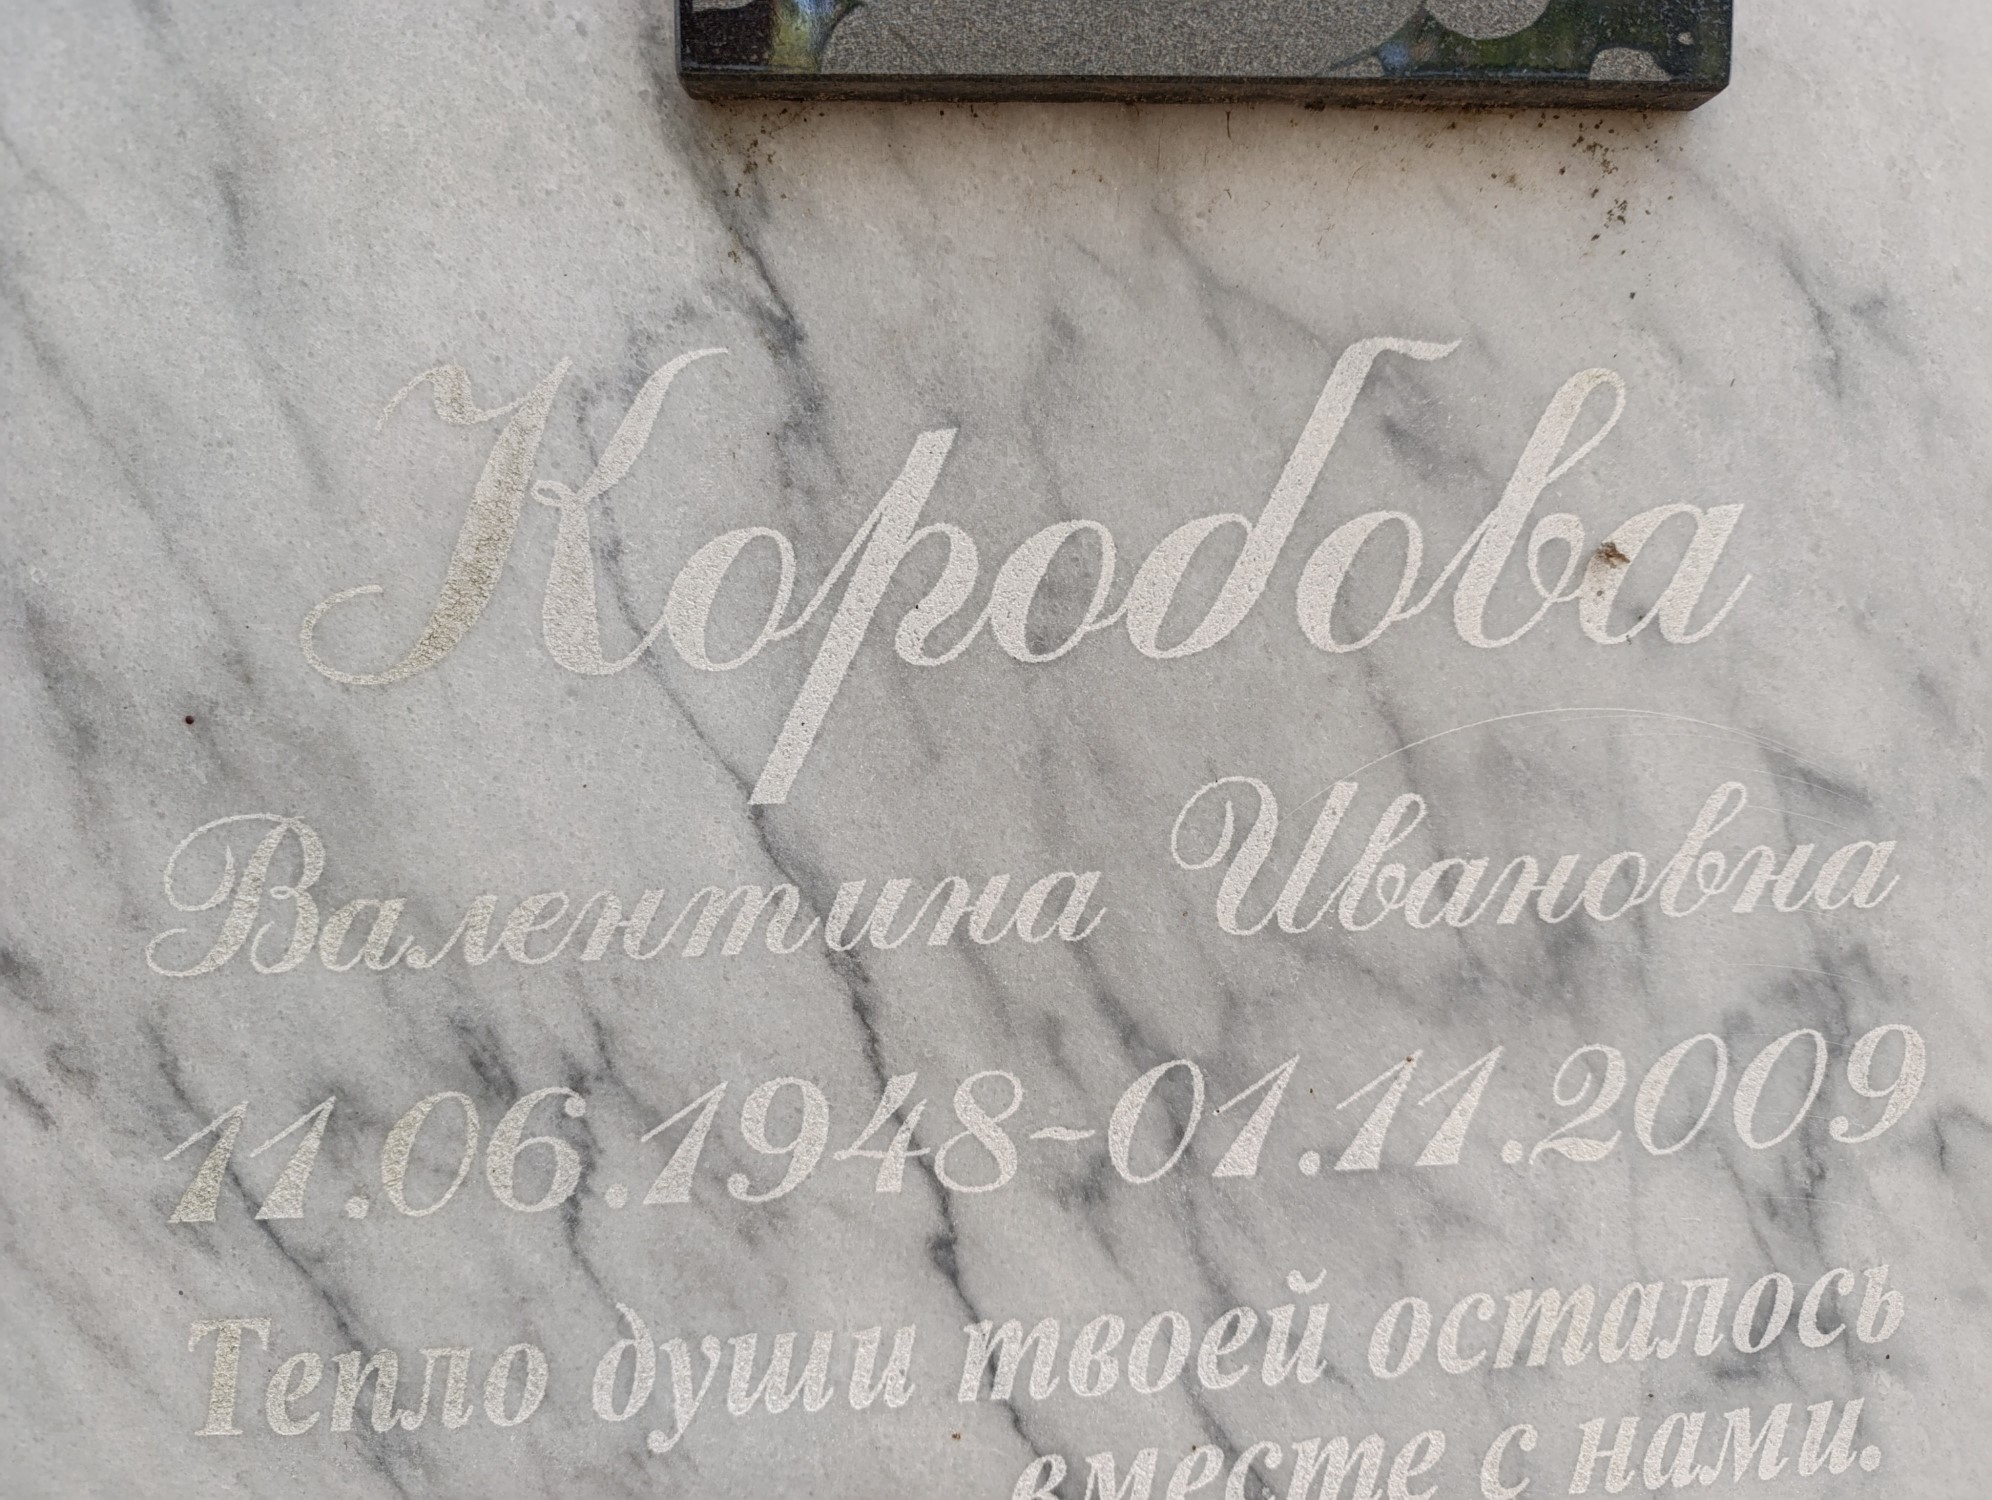 Коробова
Валентина Ивановна
11.06.1948-01.11.2009
Тепло души твоей осталось
вместе с нами.